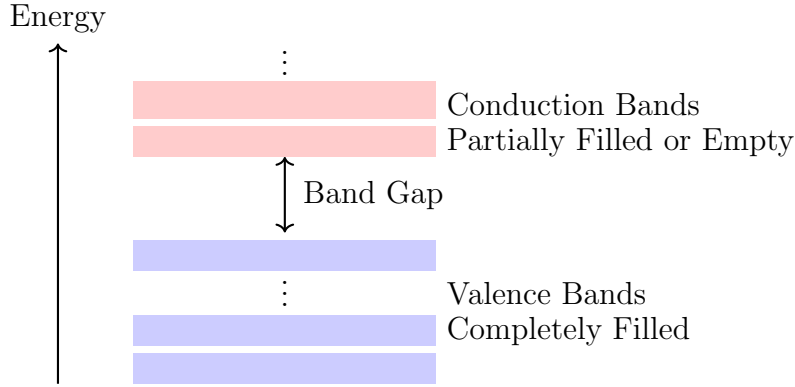 Energy
⋮
Conduction Bands
Partially Filled or Empty
Band Gap
⋮
Valence Bands
Completely Filled